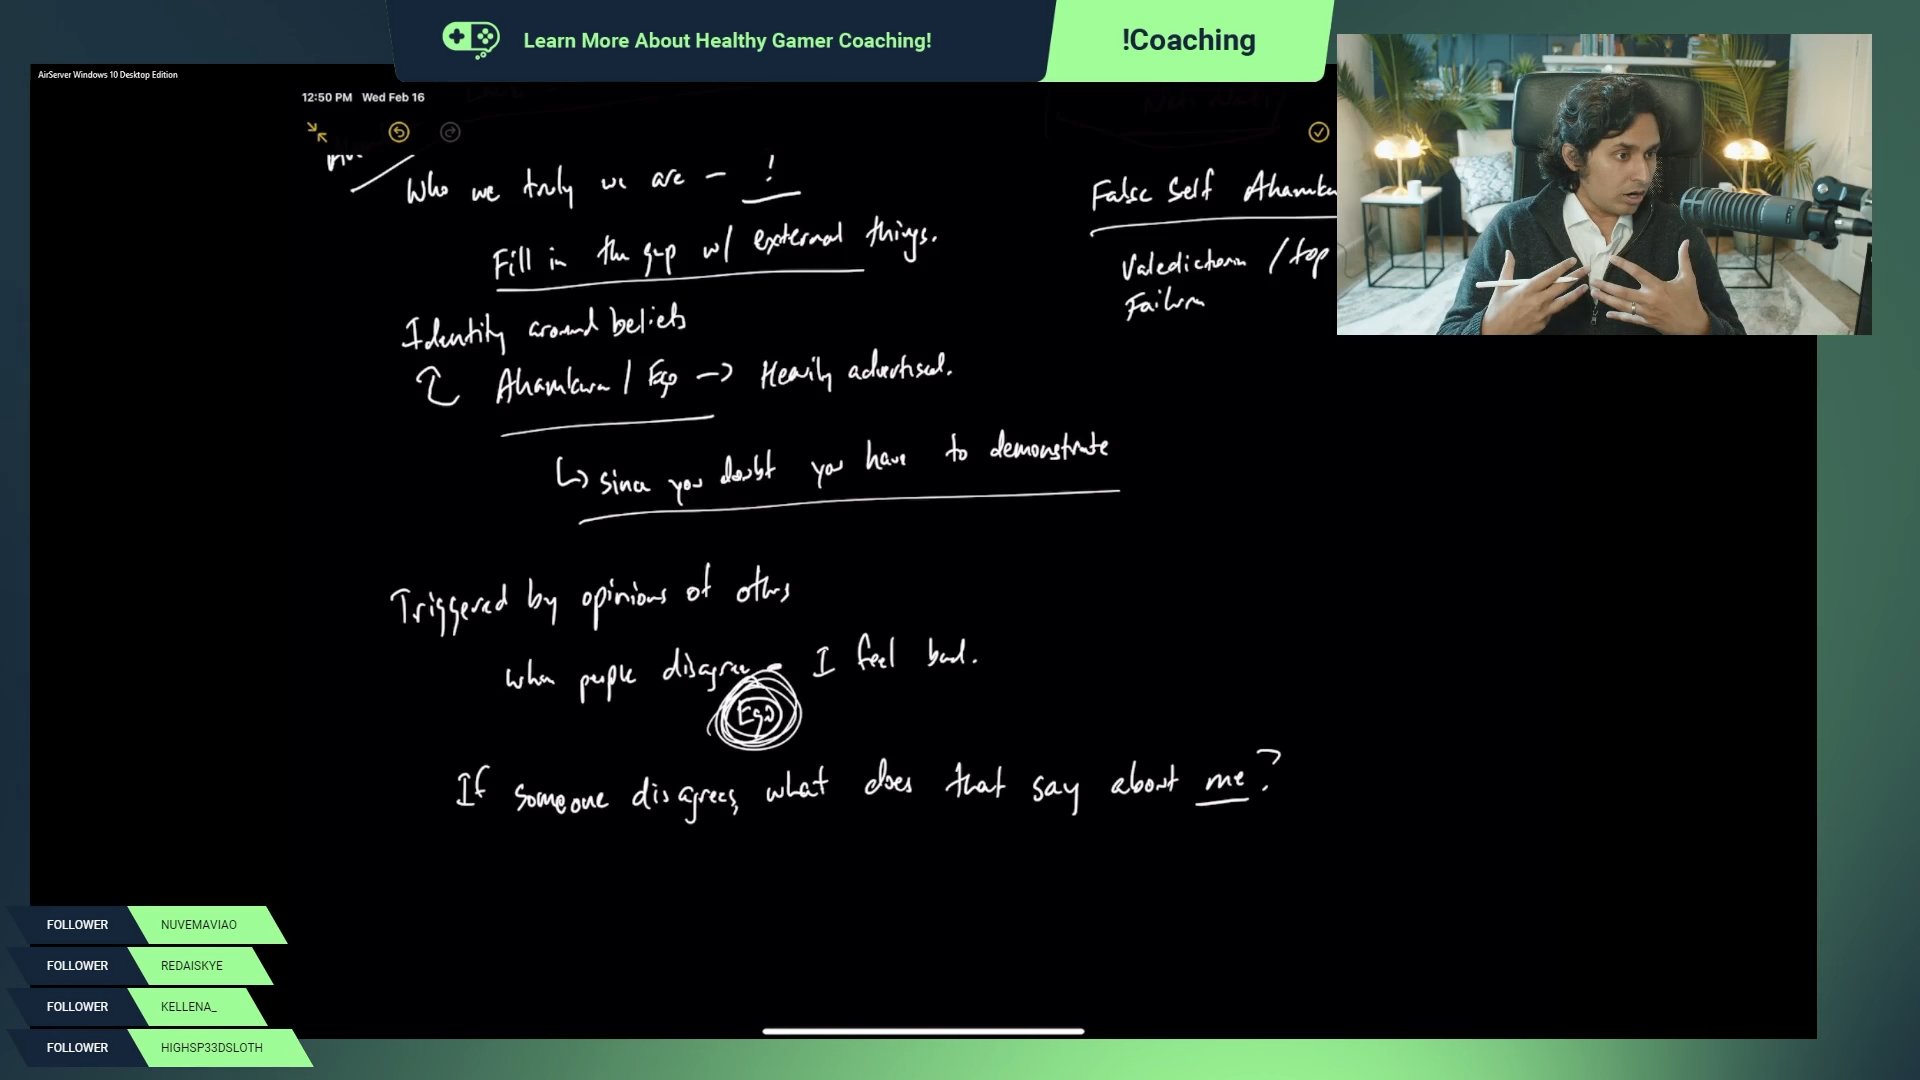 Learn More About Healthy Gamer Coaching!
!Coaching
AirServer Windows 10 Desktop Edition
12:50 PM Wed Feb 16
Who we truly we are - !
Fill in the gap w/ external things.
Identity around beliefs
Ahamkara / Ego -> Heavily advertised.
↳ Since you doubt you have to demonstrate
Triggered by opinions of others
When people disagree - I feel bad.
Ego
If someone disagrees, what does that say about me?
False Self Ahamka
Valedictorian / top
Failure
FOLLOWER NUVEMAVIAO
FOLLOWER REDAISKYE
FOLLOWER KELLENA_
FOLLOWER HIGHSP33DSLOTH